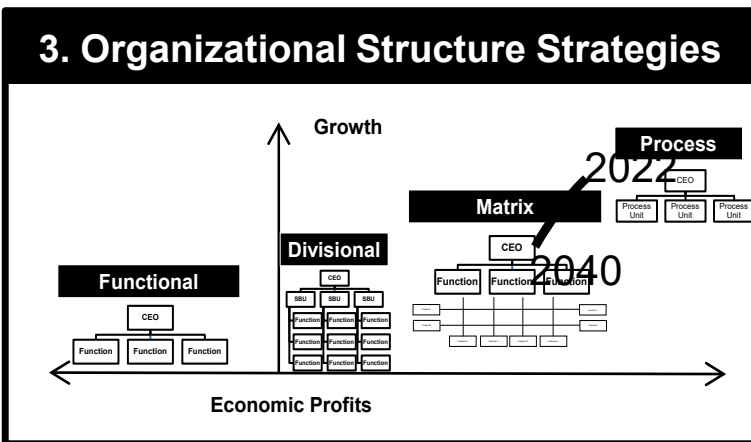 3. Organizational Structure Strategies
Growth
Process
2022
CEO
Process Unit
Process Unit
Process Unit
Matrix
CEO
2040
Function
Function
Function
Divisional
CEO
SBU
SBU
SBU
Function
Function
Function
Function
Function
Function
Function
Function
Function
Functional
CEO
Function
Function
Function
Economic Profits